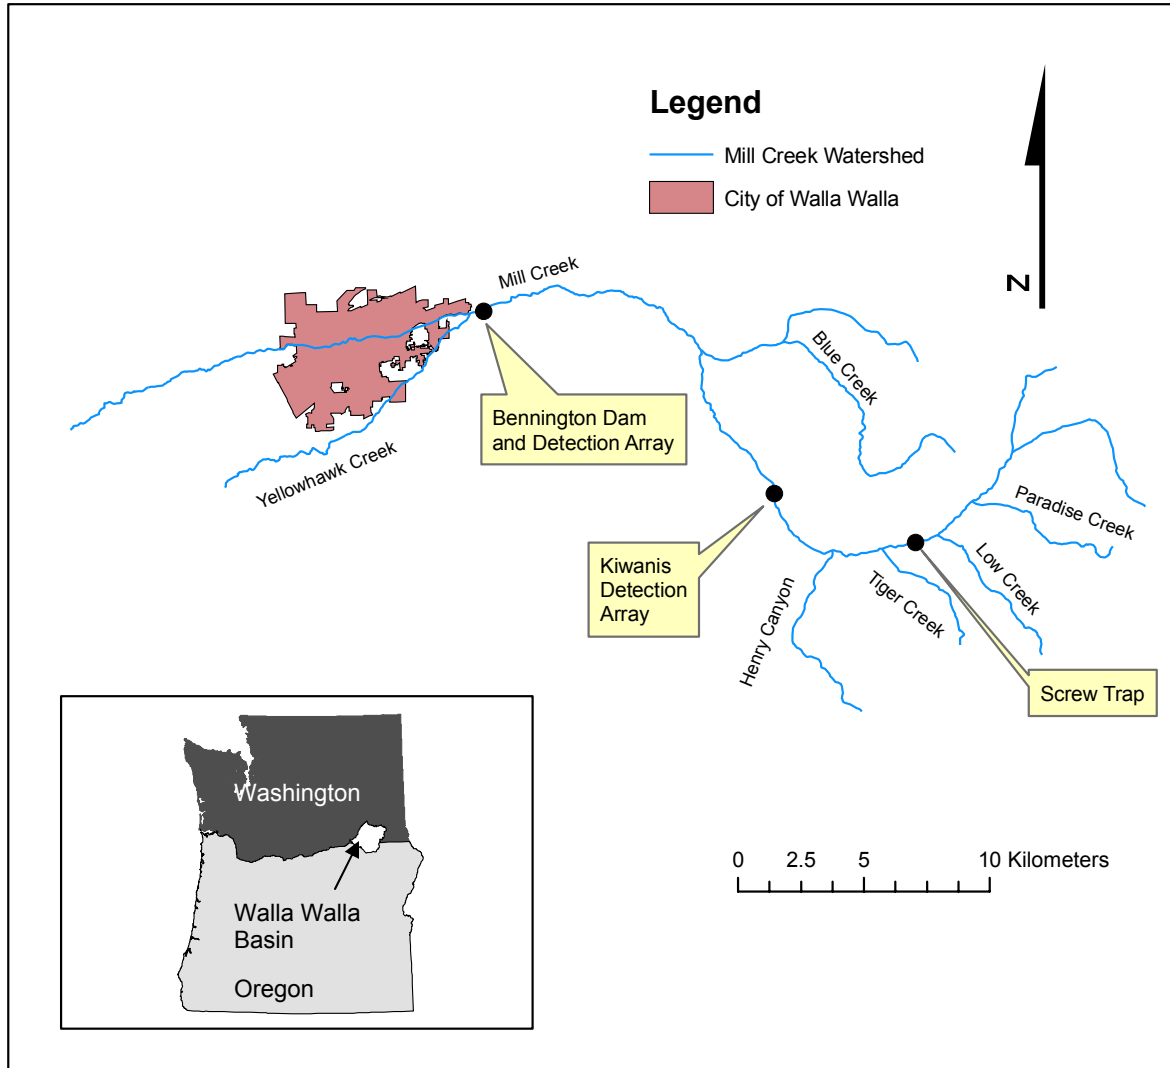 Legend
Mill Creek Watershed
City of Walla Walla
N
Mill Creek
Blue Creek
Bennington Dam
and Detection Array
Yellowhawk Creek
Paradise Creek
Kiwanis
Detection
Array
Low Creek
Tiger Creek
Henry Canyon
Screw Trap
Washington
Walla Walla
Basin
Oregon
0 2.5 5 10 Kilometers